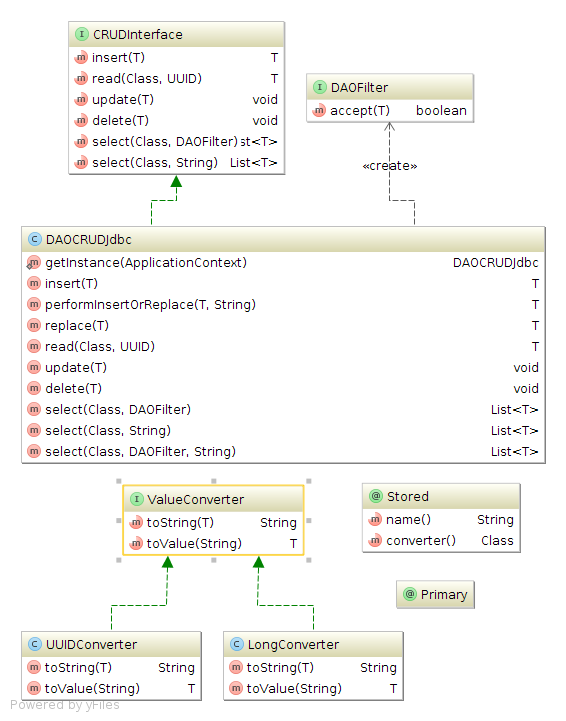 CRUDInterface
insert(T) T
read(Class, UUID) T
update(T) void
delete(T) void
select(Class, DAOFilter) st<T>
select(Class, String) List<T>
DAOFilter
accept(T) boolean
«create»
DAOCRUDJdbc
getInstance(ApplicationContext) DAOCRUDJdbc
insert(T) T
performInsertOrReplace(T, String) T
replace(T) T
read(Class, UUID) T
update(T) void
delete(T) void
select(Class, DAOFilter) List<T>
select(Class, String) List<T>
select(Class, DAOFilter, String) List<T>
ValueConverter
toString(T) String
toValue(String) T
Stored
name() String
converter() Class
Primary
UUIDConverter
toString(T) String
toValue(String) T
LongConverter
toString(T) String
toValue(String) T
Powered by yFiles